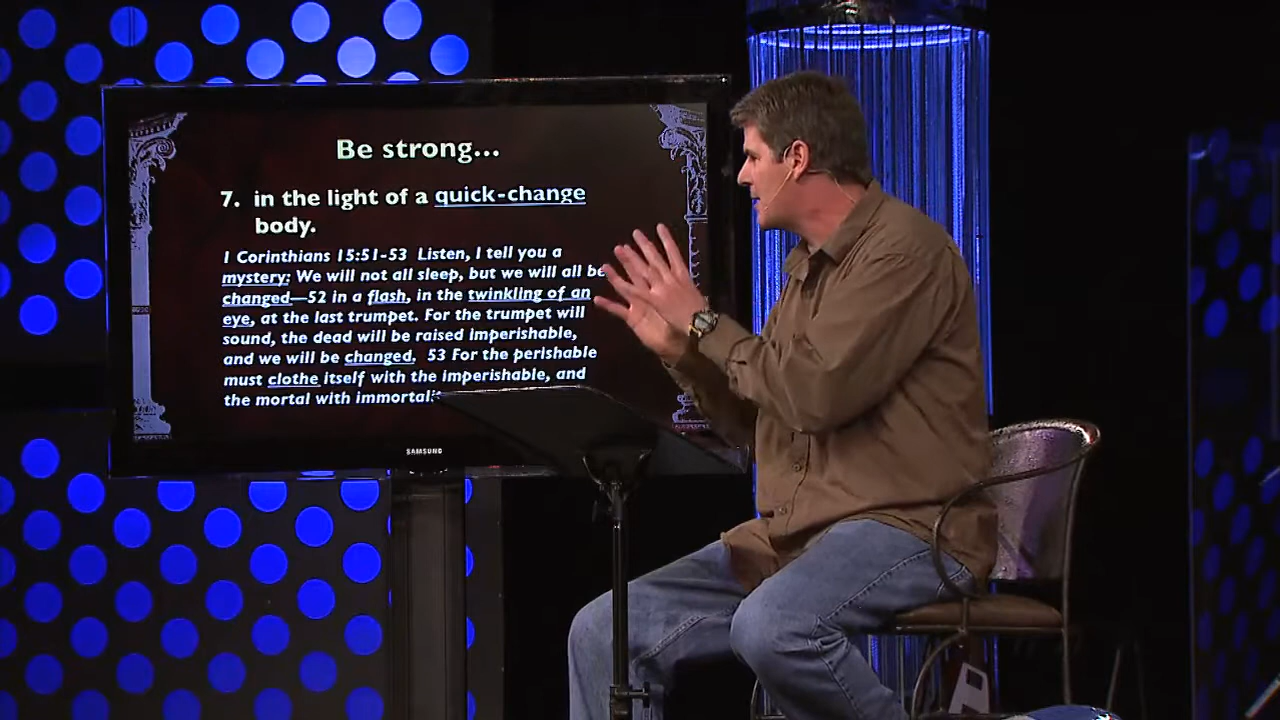 Be strong...
7. in the light of a quick-change
body.
1 Corinthians 15:51-53 Listen, I tell you a
mystery: We will not all sleep, but we will all be
changed—52 in a flash, in the twinkling of an
eye, at the last trumpet. For the trumpet will
sound, the dead will be raised imperishable,
and we will be changed. 53 For the perishable
must clothe itself with the imperishable, and
the mortal with
SAMSUNG